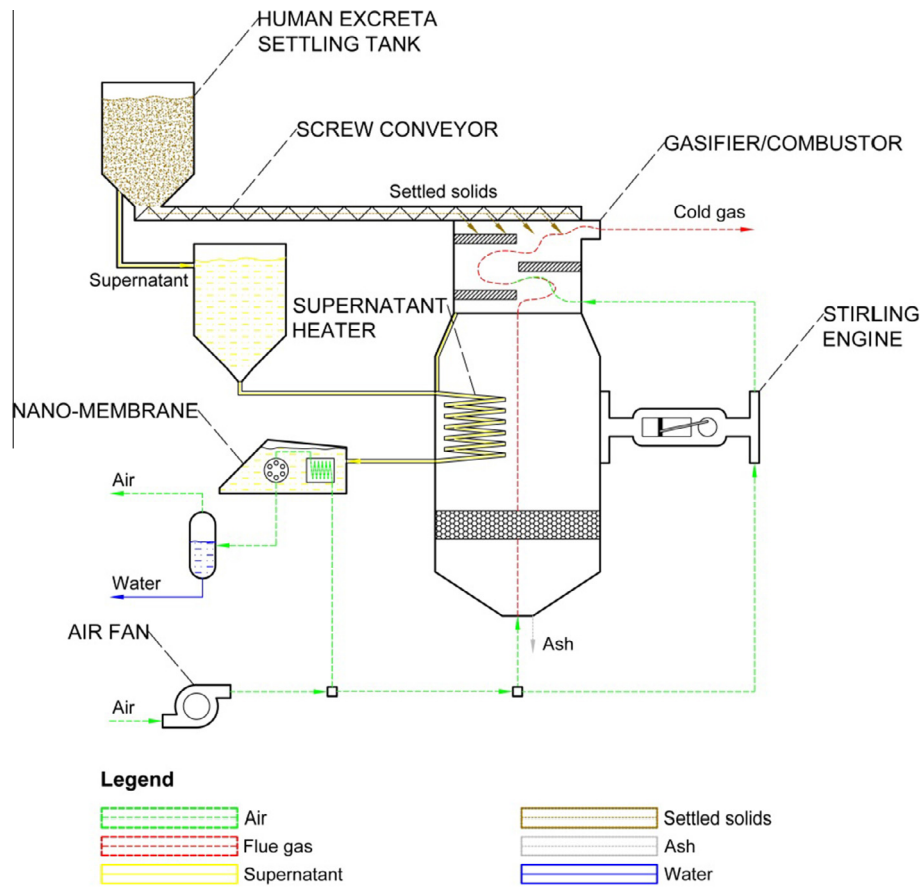 HUMAN EXCRETA
SETTLING TANK
SCREW CONVEYOR
GASIFIER/COMBUSTOR
Settled solids
Cold gas
Supernatant
SUPERNATANT
HEATER
STIRLING
ENGINE
NANO-MEMBRANE
Air
Water
Ash
AIR FAN
Air
Legend
Air
Flue gas
Supernatant
Settled solids
Ash
Water